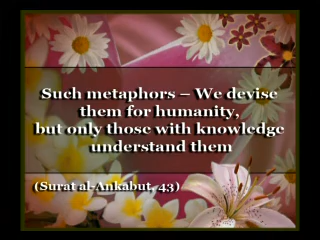 Such metaphors – We devise
them for humanity,
but only those with knowledge
understand them
(Surat al-Ankabut, 43)